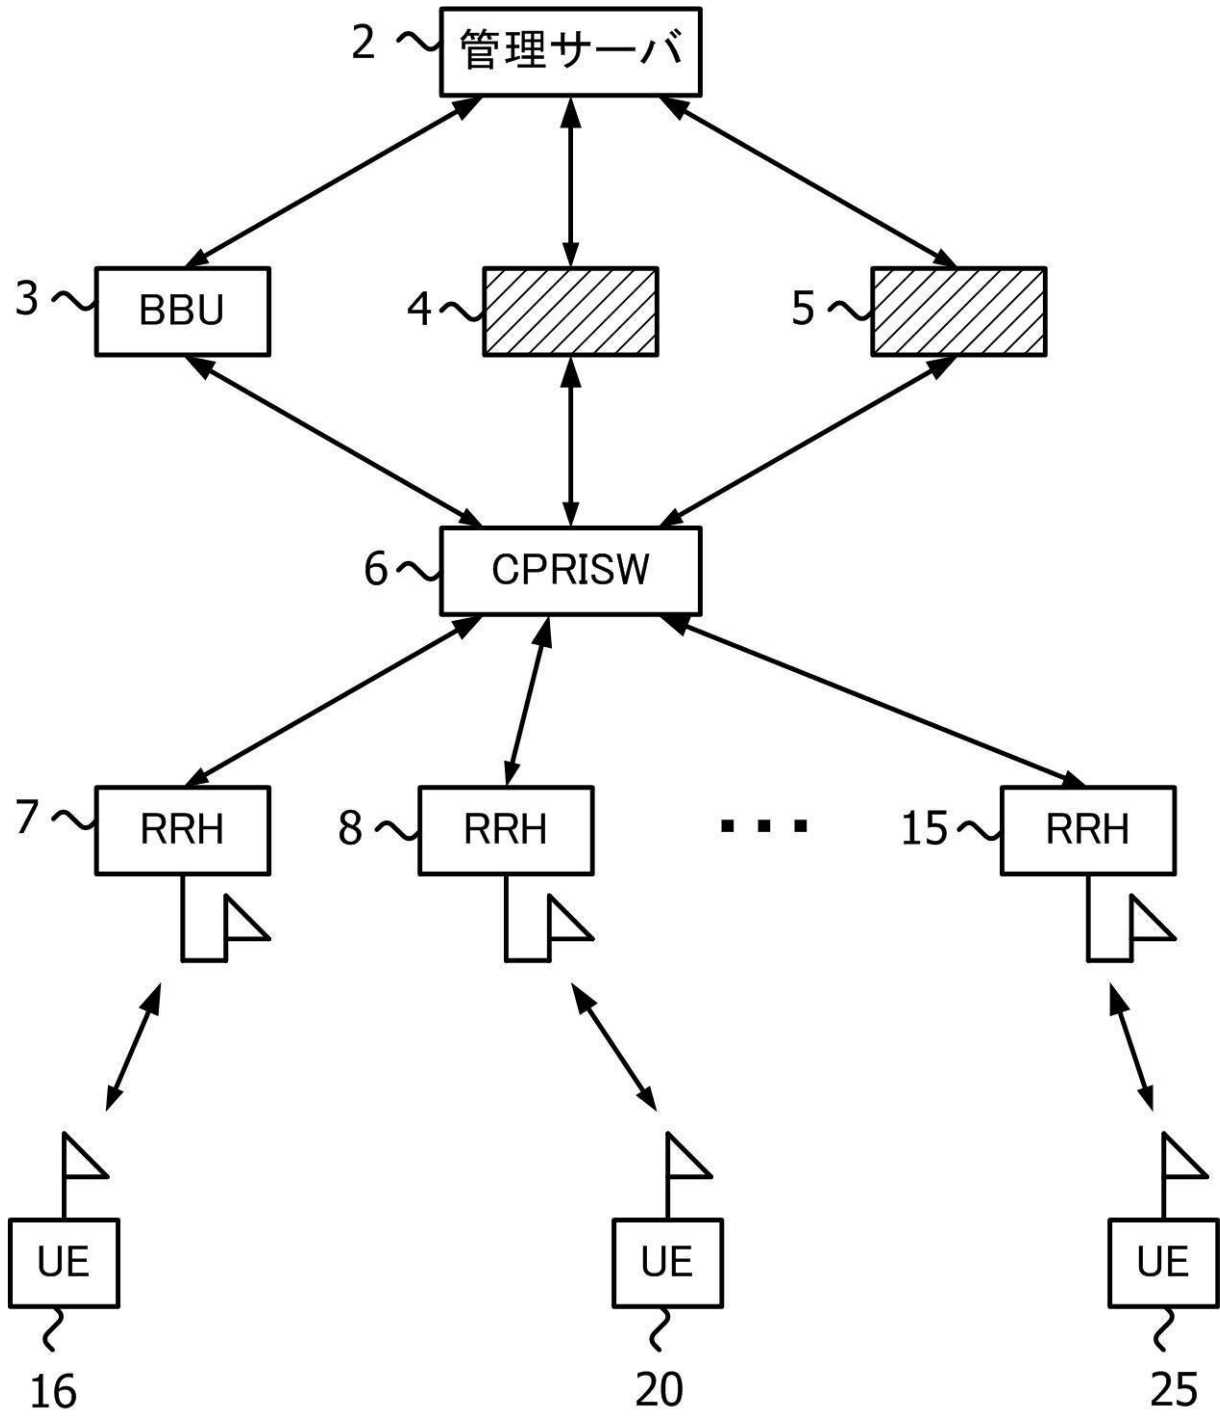 2 管理サーバ
3 BBU 4 5
6 CPRISW
7 RRH 8 RRH ··· 15 RRH
UE UE UE
16 20 25